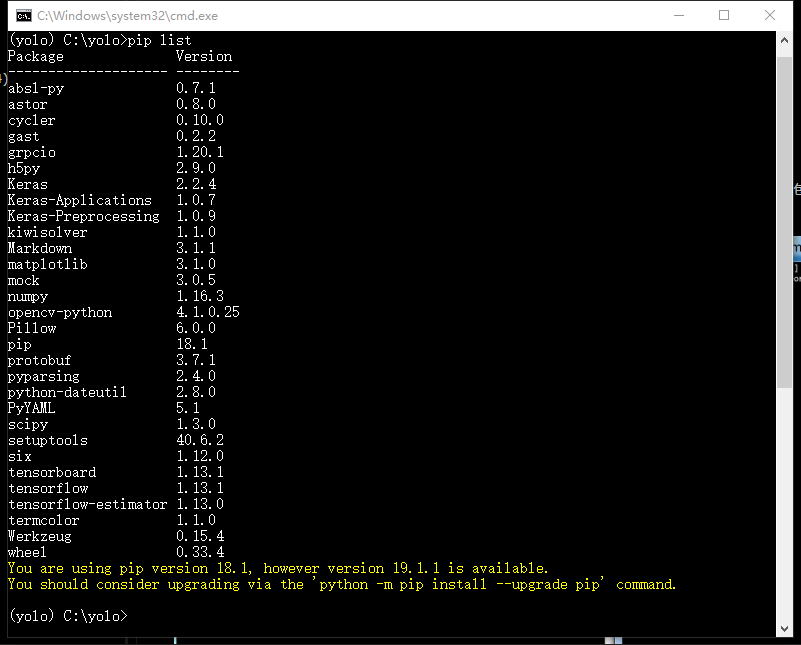 C:\Windows\system32\cmd.exe
(yolo) C:\yolo>pip list
Package Version
-------------------- --------
absl-py 0.7.1
astor 0.8.0
cycler 0.10.0
gast 0.2.2
grpcio 1.20.1
h5py 2.9.0
Keras 2.2.4
Keras-Applications 1.0.7
Keras-Preprocessing 1.0.9
kiwisolver 1.1.0
Markdown 3.1.1
matplotlib 3.1.0
mock 3.0.5
numpy 1.16.3
opencv-python 4.1.0.25
Pillow 6.0.0
pip 18.1
protobuf 3.7.1
pyparsing 2.4.0
python-dateutil 2.8.0
PyYAML 5.1
scipy 1.3.0
setuptools 40.6.2
six 1.12.0
tensorboard 1.13.1
tensorflow 1.13.1
tensorflow-estimator 1.13.0
termcolor 1.1.0
Werkzeug 0.15.4
wheel 0.33.4
You are using pip version 18.1, however version 19.1.1 is available.
You should consider upgrading via the 'python -m pip install --upgrade pip' command.
(yolo) C:\yolo>